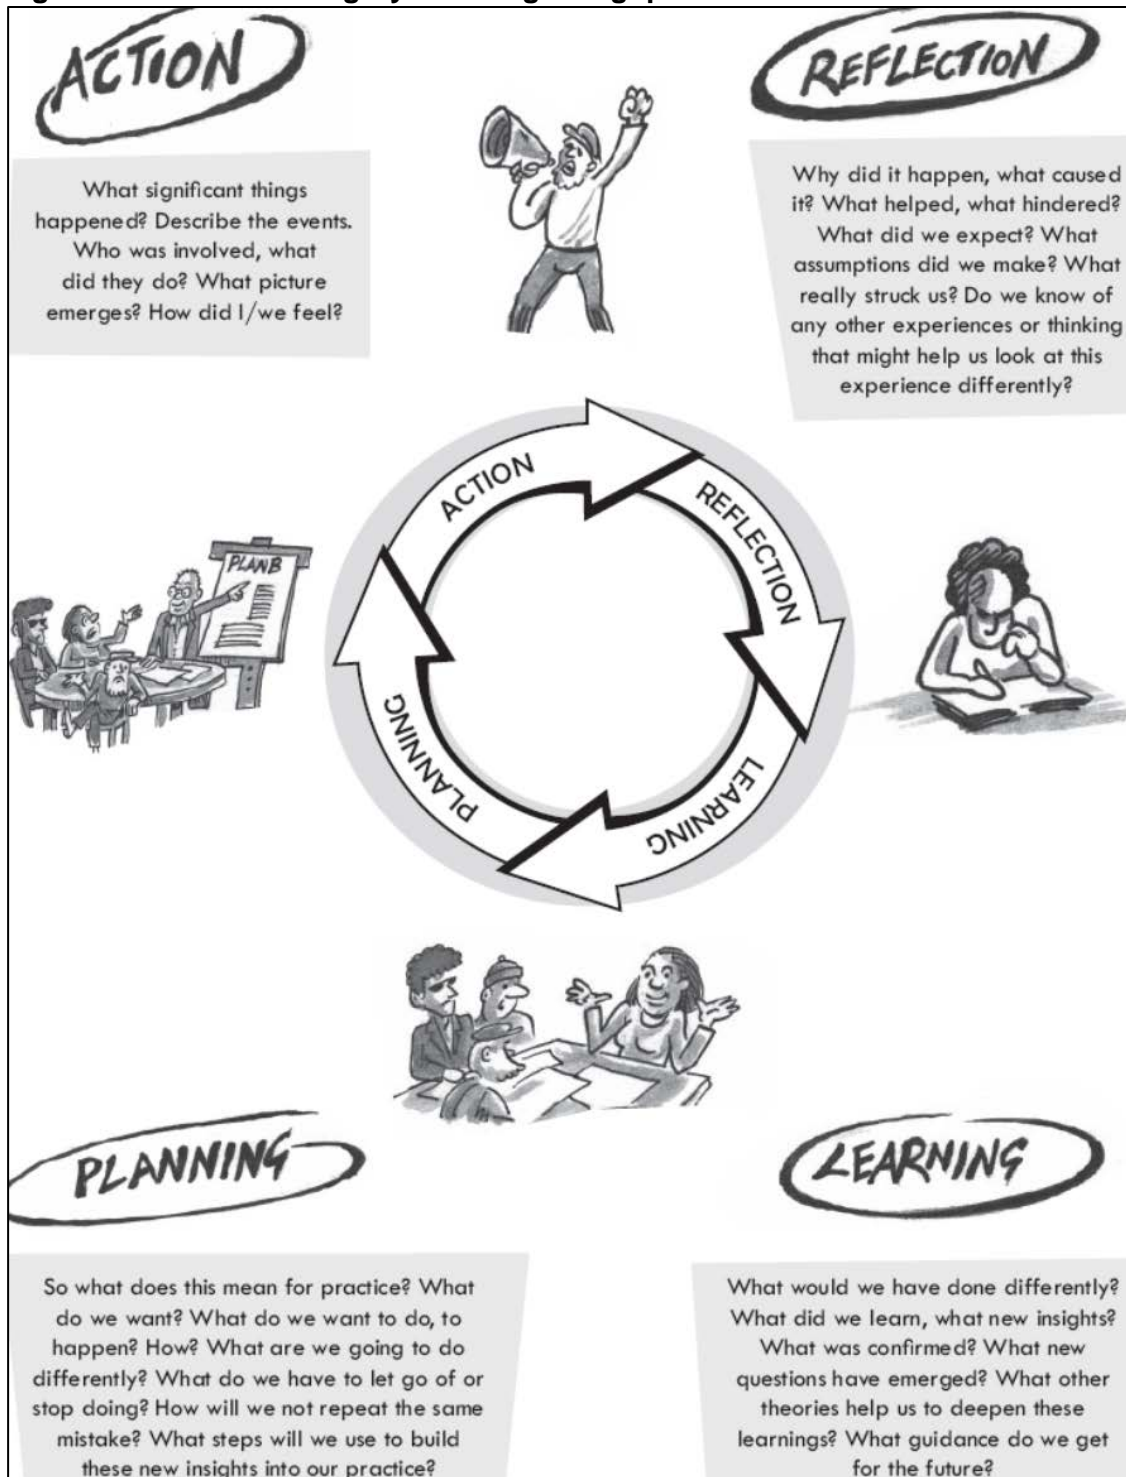 ACTION
REFLECTION
What significant things
happened? Describe the events.
Who was involved, what
did they do? What picture
emerges? How did I/we feel?
Why did it happen, what caused
it? What helped, what hindered?
What did we expect? What
assumptions did we make? What
really struck us? Do we know of
any other experiences or thinking
that might help us look at this
experience differently?
ACTION
REFLECTION
LEARNING
PLANNING
PLAN B
PLANNING
LEARNING
So what does this mean for practice? What
do we want? What do we want to do, to
happen? How? What are we going to do
differently? What do we have to let go of or
stop doing? How will we not repeat the same
mistake? What steps will we use to build
these new insights into our practice?
What would we have done differently?
What did we learn, what new insights?
What was confirmed? What new
questions have emerged? What other
theories help us to deepen these
learnings? What guidance do we get
for the future?